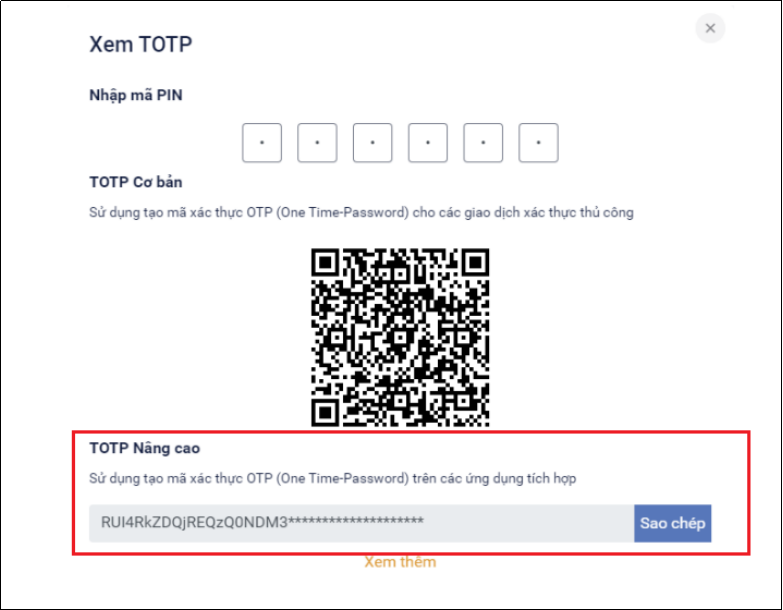 Xem TOTP
Nhập mã PIN
TOTP Cơ bản
Sử dụng tạo mã xác thực OTP (One Time-Password) cho các giao dịch xác thực thủ công
TOTP Nâng cao
Sử dụng tạo mã xác thực OTP (One Time-Password) trên các ứng dụng tích hợp
RUI4RkZDQjREQzQ0NDM3********************
Sao chép
Xem thêm